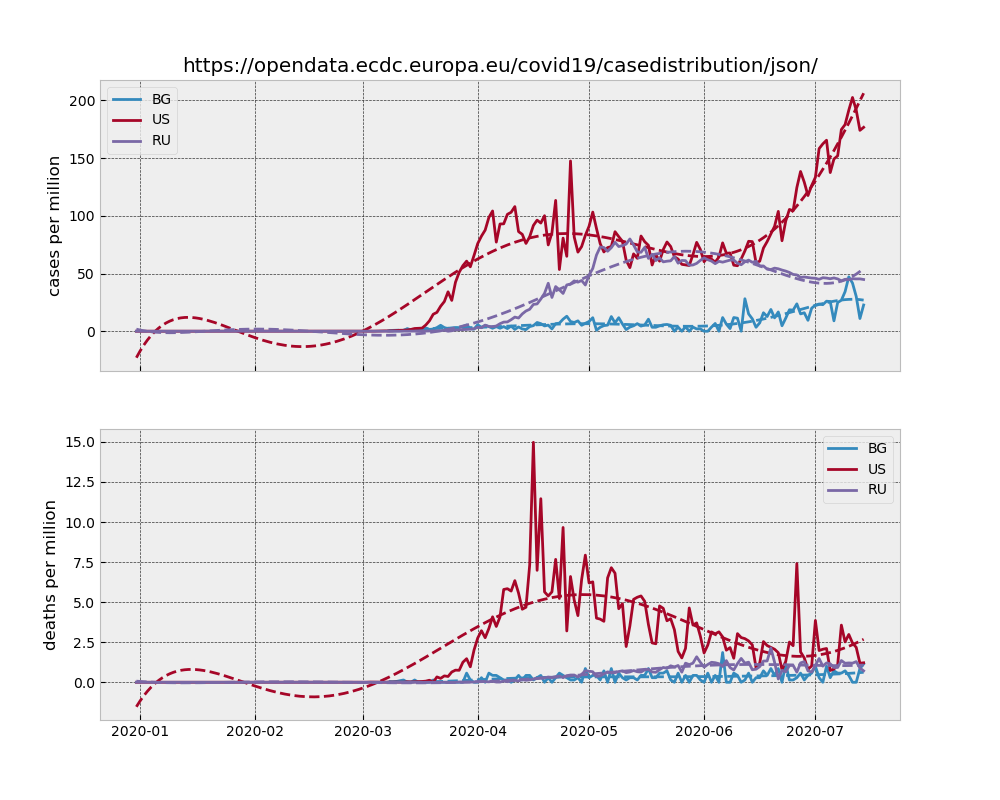 https://opendata.ecdc.europa.eu/covid19/casedistribution/json/
cases per million
200
150
100
50
0
BG
US
RU
deaths per million
15.0
12.5
10.0
7.5
5.0
2.5
0.0
BG
US
RU
2020-01 2020-02 2020-03 2020-04 2020-05 2020-06 2020-07